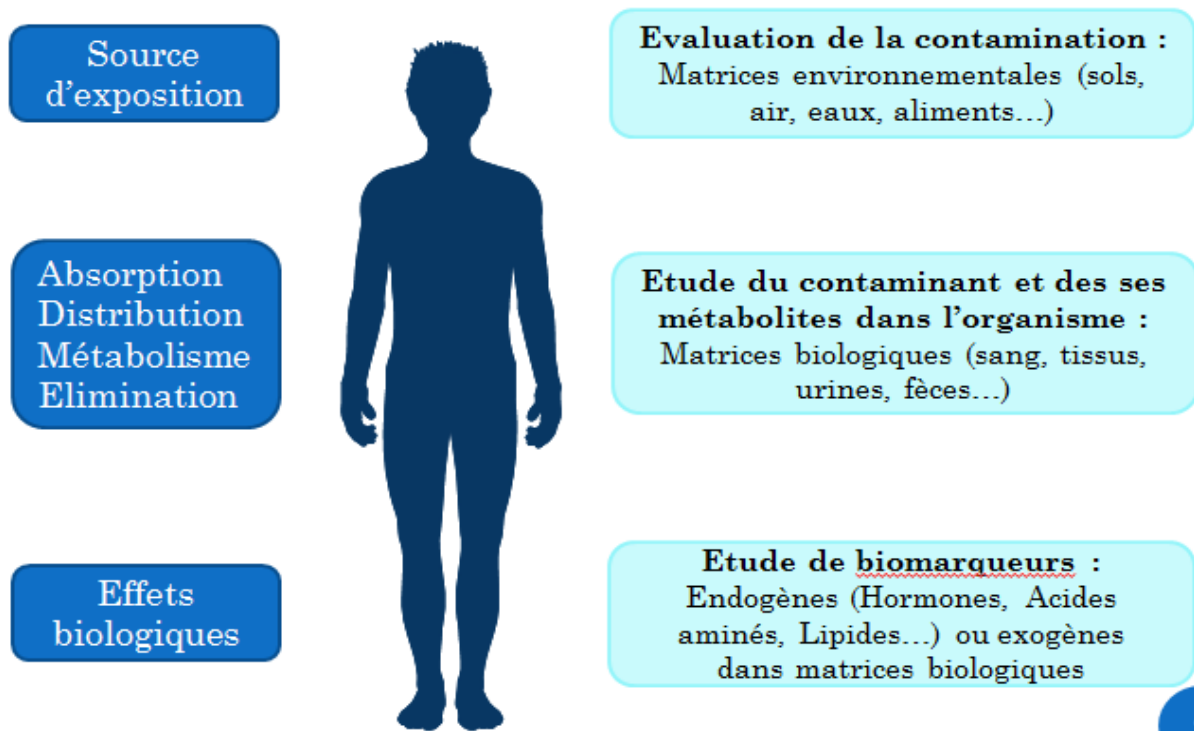 Source
d'exposition
Evaluation de la contamination :
Matrices environnementales (sols,
air, eaux, aliments...)
Absorption
Distribution
Métabolisme
Elimination
Etude du contaminant et des ses
métabolites dans l'organisme :
Matrices biologiques (sang, tissus,
urines, fèces...)
Effets
biologiques
Etude de biomarqueurs :
Endogènes (Hormones, Acides
aminés, Lipides...) ou exogènes
dans matrices biologiques